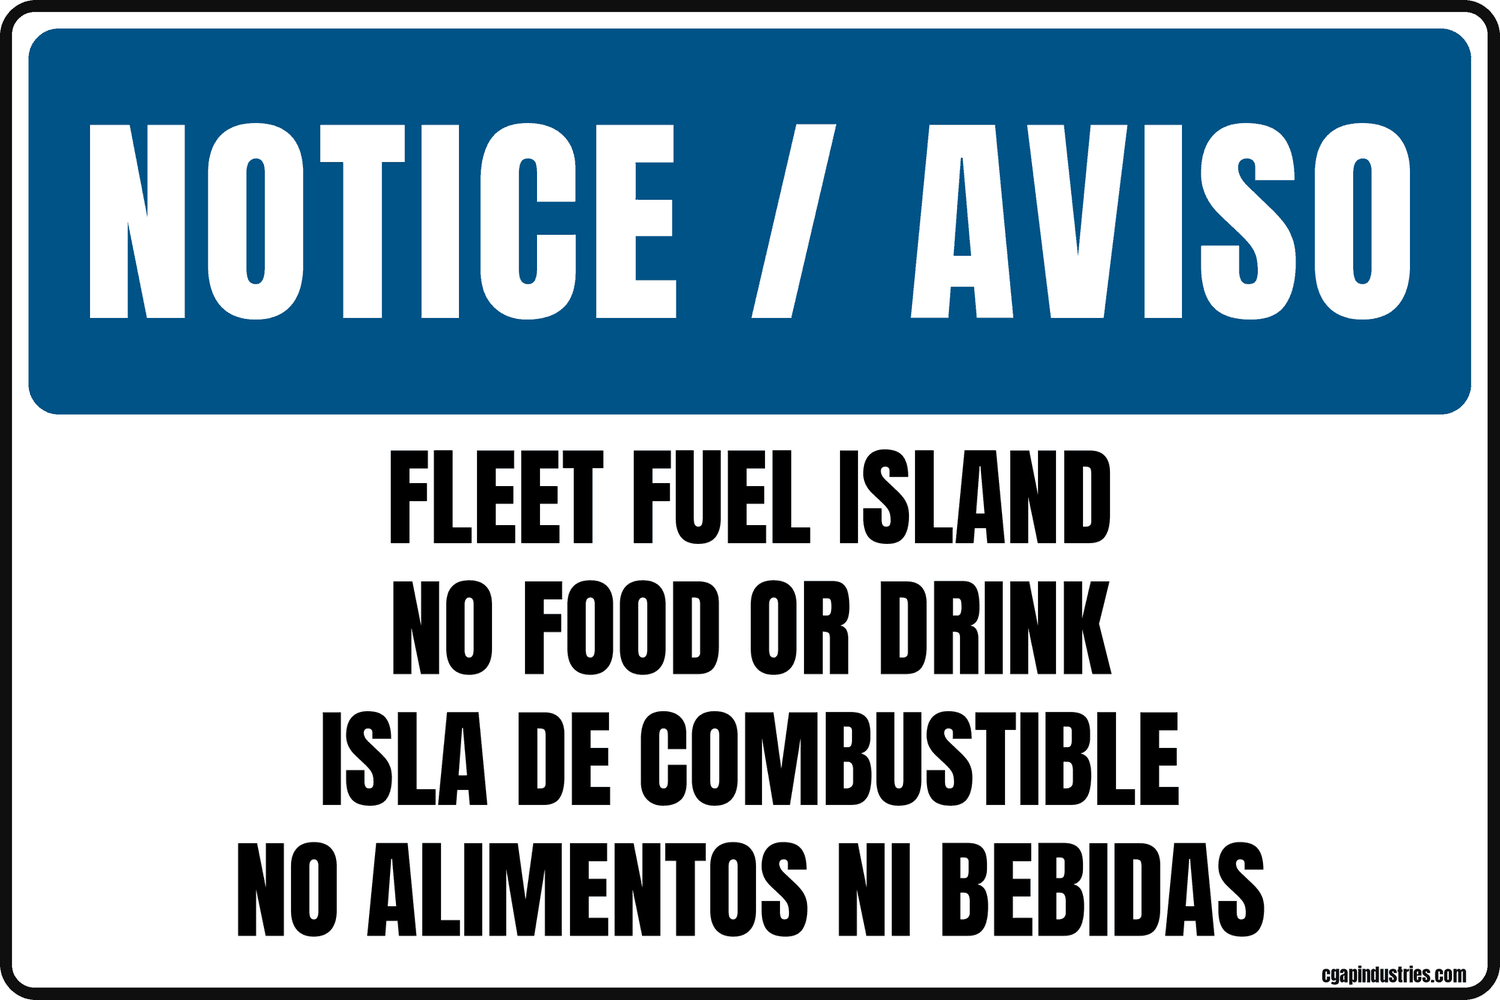 NOTICE / AVISO
FLEET FUEL ISLAND
NO FOOD OR DRINK
ISLA DE COMBUSTIBLE
NO ALIMENTOS NI BEBIDAS
cgapindustries.com